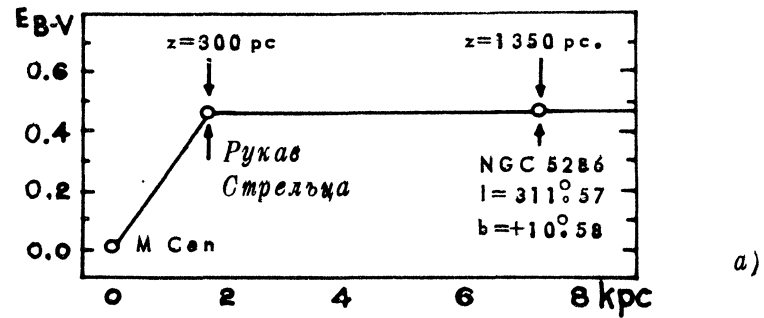 E B-V
z=300 pc
z=1350 pc.
0.6
0.4
0.2
0.0
Рукав
Стрельца
NGC 5286
l=311°.57
b=+10°.58
M Cen
0
2
4
6
8 kpc
а)